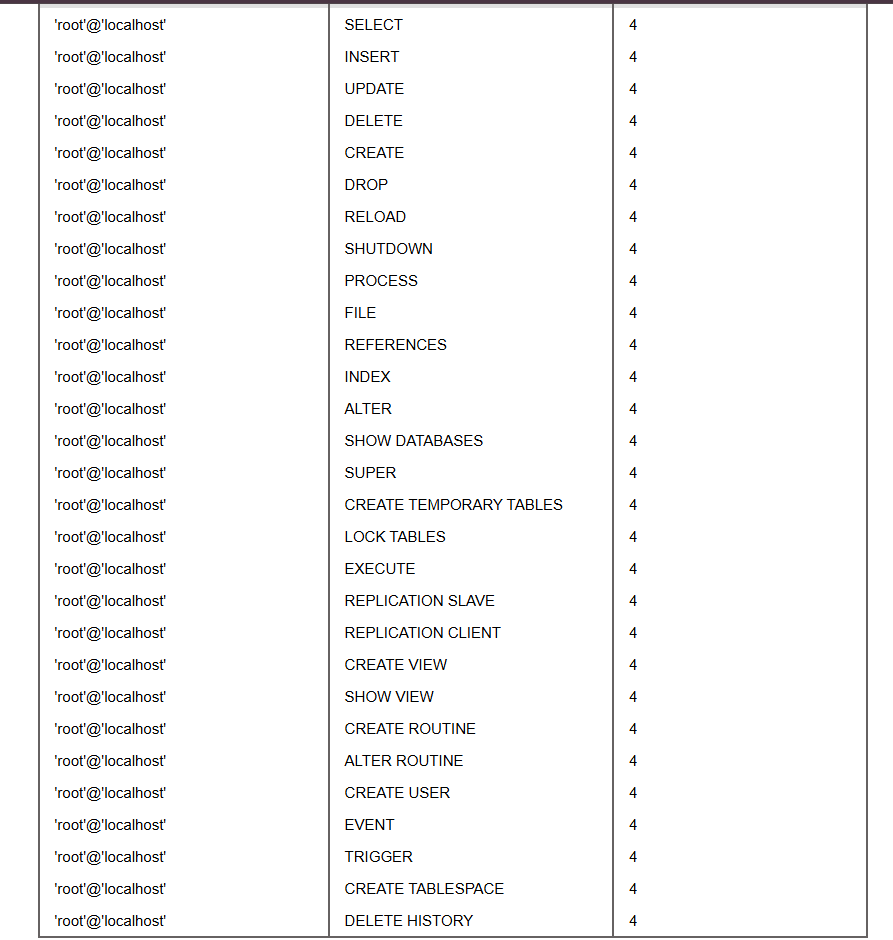 'root'@'localhost' SELECT 4
'root'@'localhost' INSERT 4
'root'@'localhost' UPDATE 4
'root'@'localhost' DELETE 4
'root'@'localhost' CREATE 4
'root'@'localhost' DROP 4
'root'@'localhost' RELOAD 4
'root'@'localhost' SHUTDOWN 4
'root'@'localhost' PROCESS 4
'root'@'localhost' FILE 4
'root'@'localhost' REFERENCES 4
'root'@'localhost' INDEX 4
'root'@'localhost' ALTER 4
'root'@'localhost' SHOW DATABASES 4
'root'@'localhost' SUPER 4
'root'@'localhost' CREATE TEMPORARY TABLES 4
'root'@'localhost' LOCK TABLES 4
'root'@'localhost' EXECUTE 4
'root'@'localhost' REPLICATION SLAVE 4
'root'@'localhost' REPLICATION CLIENT 4
'root'@'localhost' CREATE VIEW 4
'root'@'localhost' SHOW VIEW 4
'root'@'localhost' CREATE ROUTINE 4
'root'@'localhost' ALTER ROUTINE 4
'root'@'localhost' CREATE USER 4
'root'@'localhost' EVENT 4
'root'@'localhost' TRIGGER 4
'root'@'localhost' CREATE TABLESPACE 4
'root'@'localhost' DELETE HISTORY 4